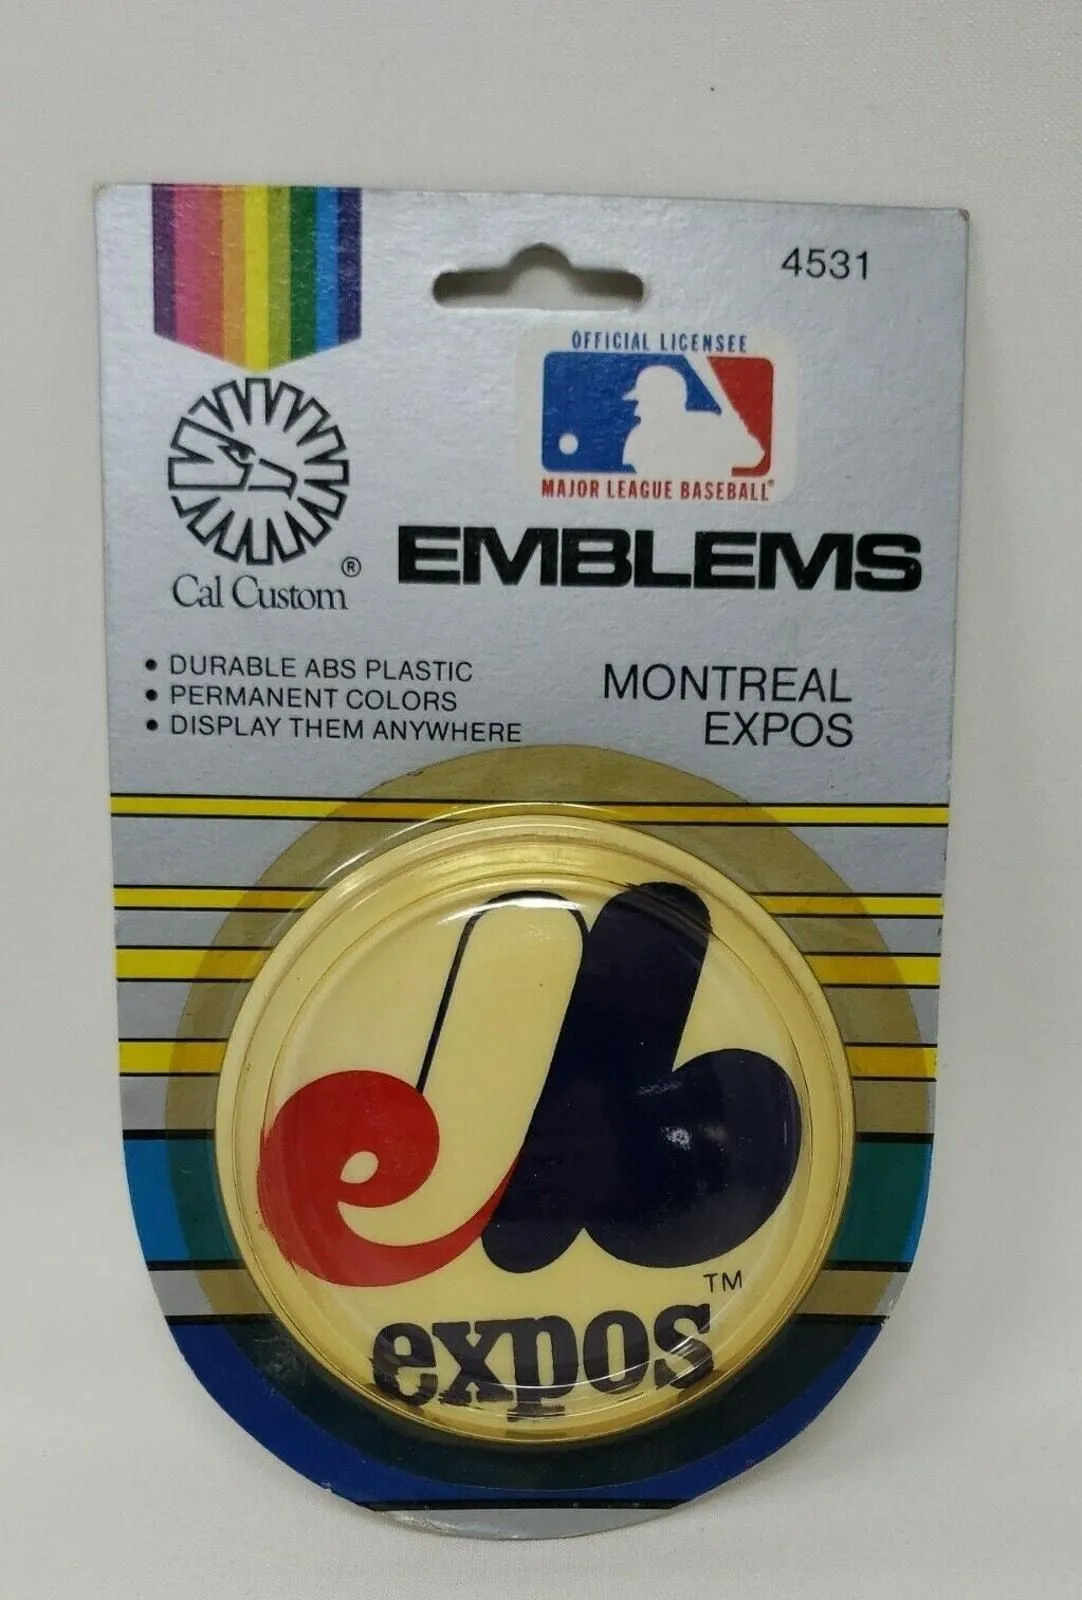 4531
OFFICIAL LICENSEE
MAJOR LEAGUE BASEBALL®
EMBLEMS
Cal Custom ®
• DURABLE ABS PLASTIC
• PERMANENT COLORS
• DISPLAY THEM ANYWHERE
MONTREAL
EXPOS
eb
TM
expos